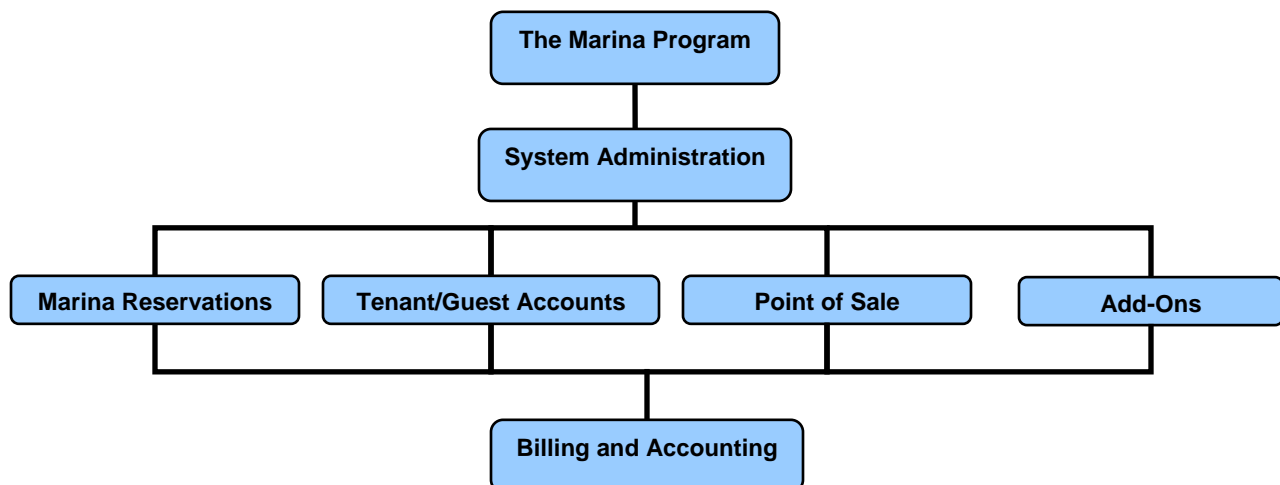 The Marina Program
System Administration
Marina Reservations
Tenant/Guest Accounts
Point of Sale
Add-Ons
Billing and Accounting